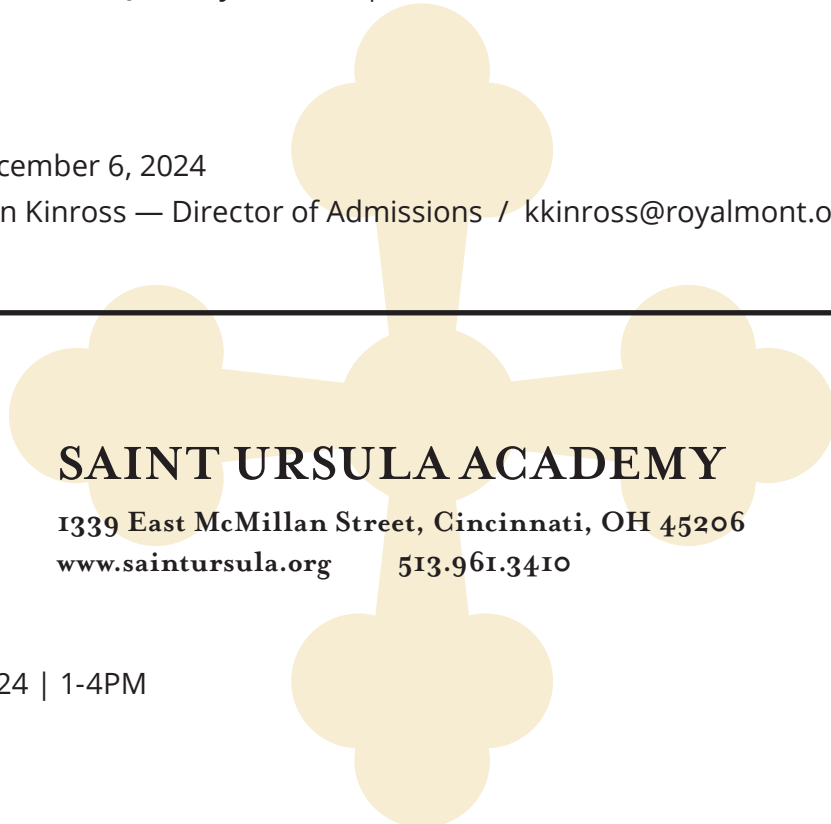 cember 6, 2024
n Kinross — Director of Admissions / kkinross@royalmont.o
SAINT URSULA ACADEMY
1339 East McMillan Street, Cincinnati, OH 45206
www.saintursula.org 513.961.3410
24 | 1-4PM